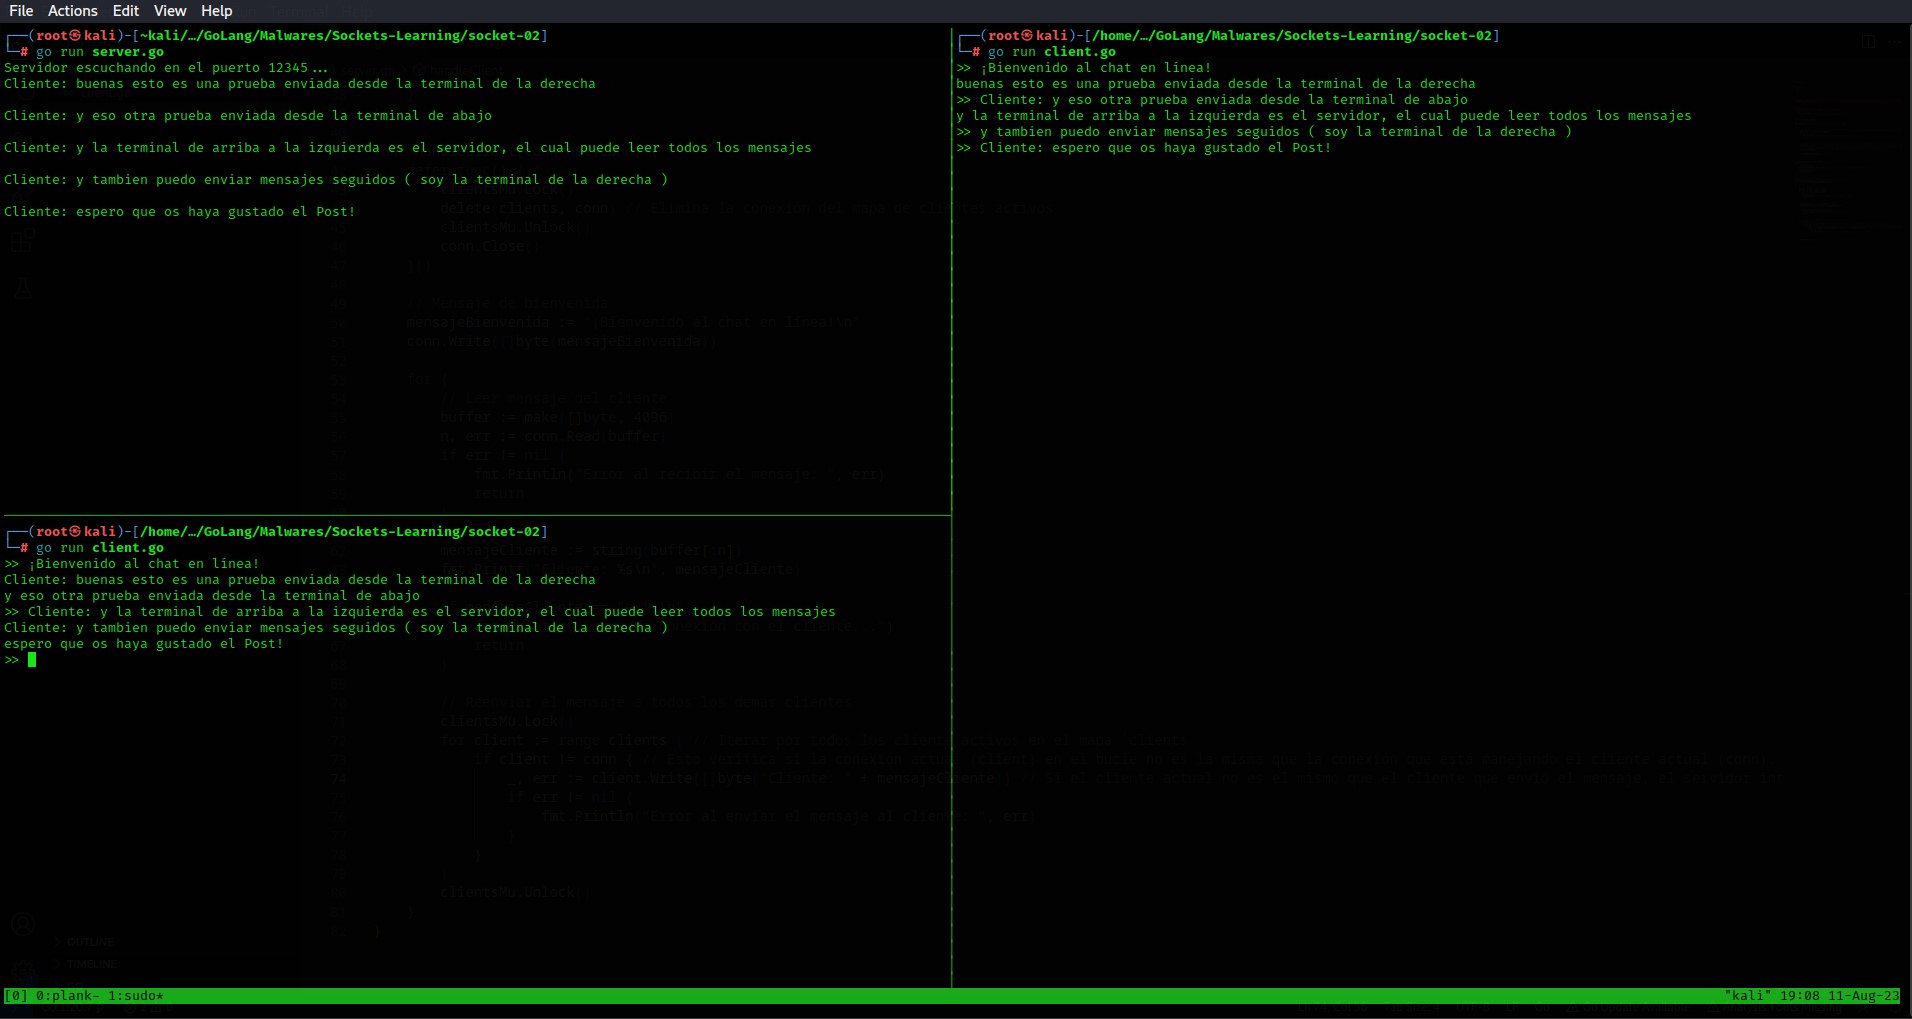 File Actions Edit View Help
┌──(root㉿kali)-[~kali/…/GoLang/Malwares/Sockets-Learning/socket-02]
└─# go run server.go
Servidor escuchando en el puerto 12345...
Cliente: buenas esto es una prueba enviada desde la terminal de la derecha
Cliente: y eso otra prueba enviada desde la terminal de abajo
Cliente: y la terminal de arriba a la izquierda es el servidor, el cual puede leer todos los mensajes
Cliente: y tambien puedo enviar mensajes seguidos ( soy la terminal de la derecha )
Cliente: espero que os haya gustado el Post!
┌──(root㉿kali)-[/home/…/GoLang/Malwares/Sockets-Learning/socket-02]
└─# go run client.go
>> ¡Bienvenido al chat en línea!
buenas esto es una prueba enviada desde la terminal de la derecha
>> Cliente: y eso otra prueba enviada desde la terminal de abajo
y la terminal de arriba a la izquierda es el servidor, el cual puede leer todos los mensajes
>> y tambien puedo enviar mensajes seguidos ( soy la terminal de la derecha )
>> Cliente: espero que os haya gustado el Post!
┌──(root㉿kali)-[/home/…/GoLang/Malwares/Sockets-Learning/socket-02]
└─# go run client.go
>> ¡Bienvenido al chat en línea!
Cliente: buenas esto es una prueba enviada desde la terminal de la derecha
y eso otra prueba enviada desde la terminal de abajo
>> Cliente: y la terminal de arriba a la izquierda es el servidor, el cual puede leer todos los mensajes
Cliente: y tambien puedo enviar mensajes seguidos ( soy la terminal de la derecha )
espero que os haya gustado el Post!
>>
[0] 0:plank- 1:sudo* "kali" 19:08 11-Aug-23